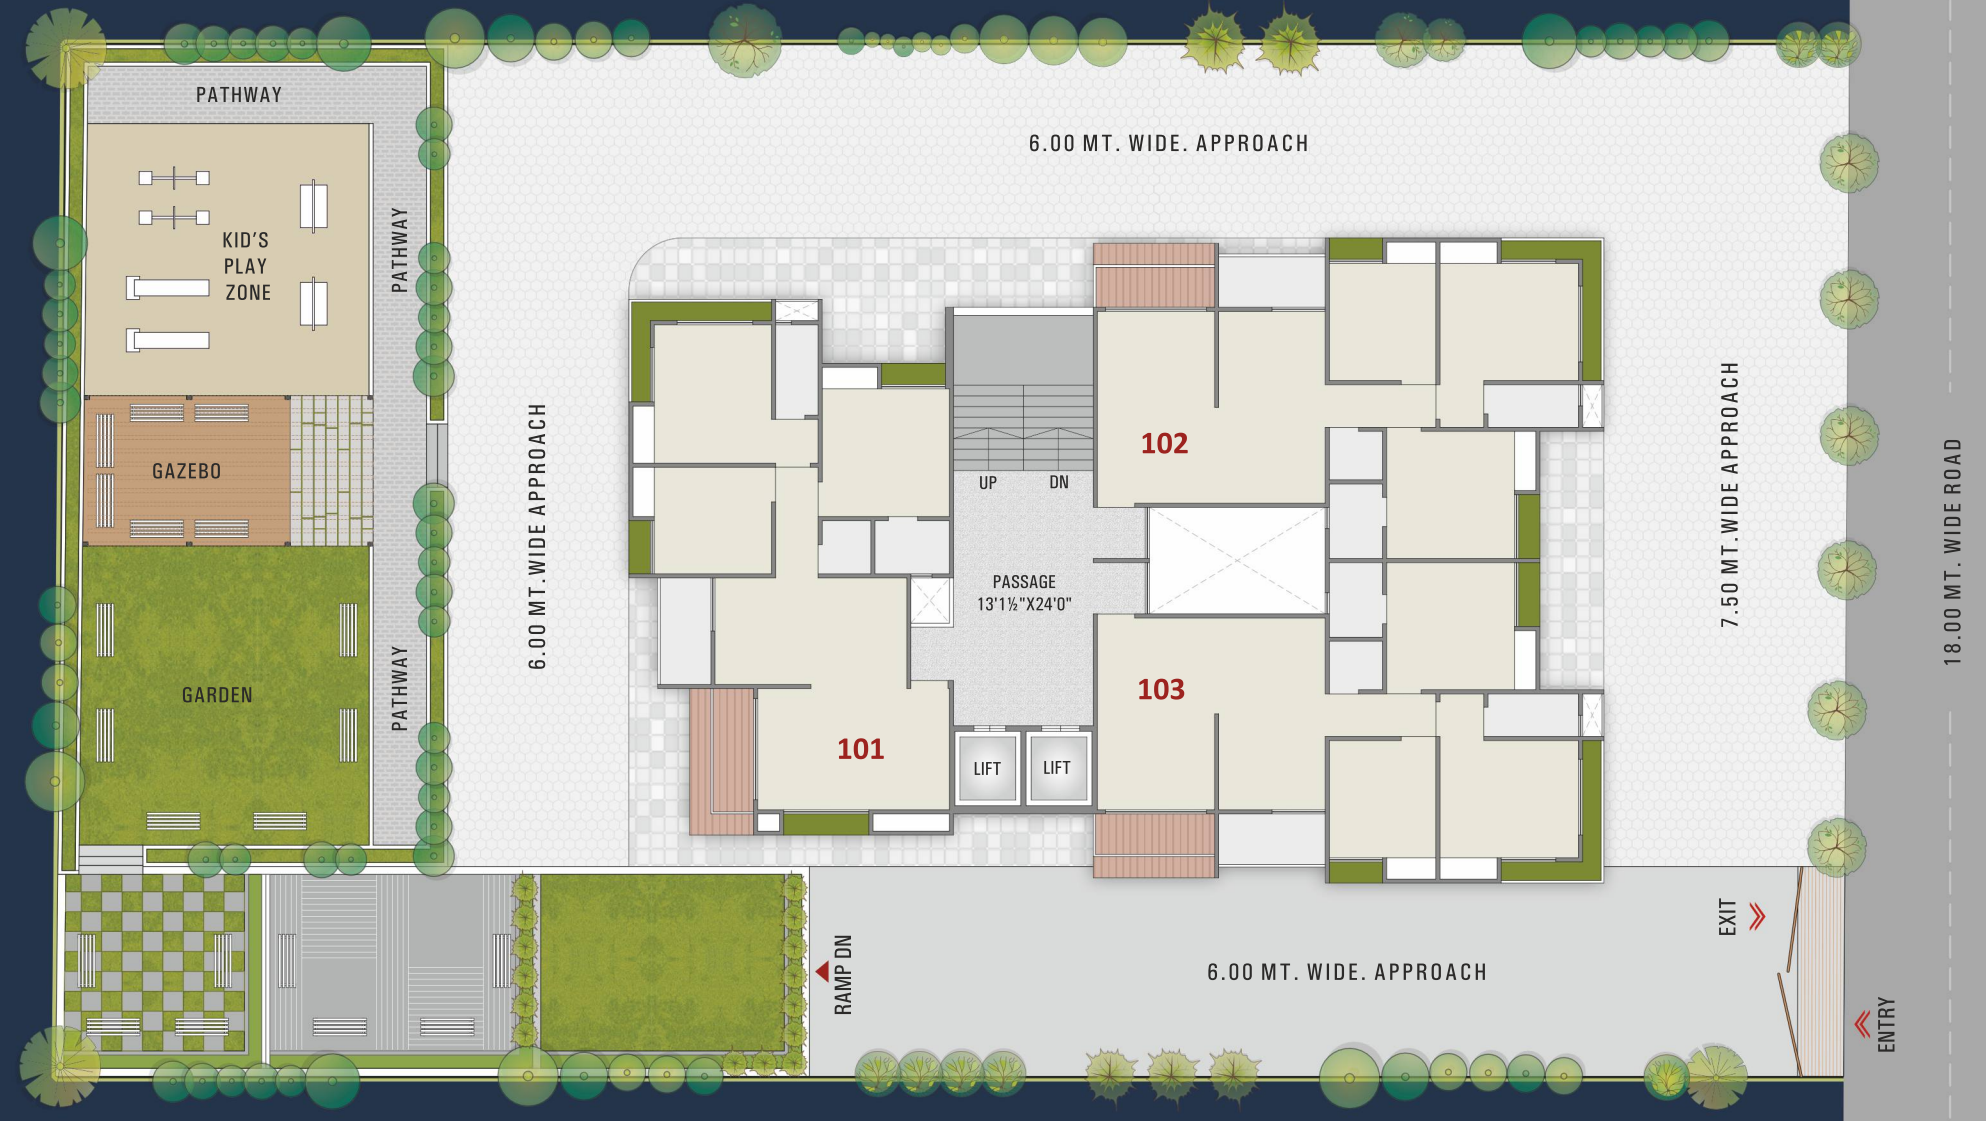 PATHWAY
6.00 MT. WIDE. APPROACH
PATHWAY
KID'S
PLAY
ZONE
GAZEBO
6.00 MT.WIDE APPROACH
102
UP
DN
7.50 MT.WIDE APPROACH
18.00 MT. WIDE ROAD
PASSAGE
13'1½"X24'0"
GARDEN
PATHWAY
103
101
LIFT
LIFT
EXIT
RAMP DN
6.00 MT. WIDE. APPROACH
ENTRY